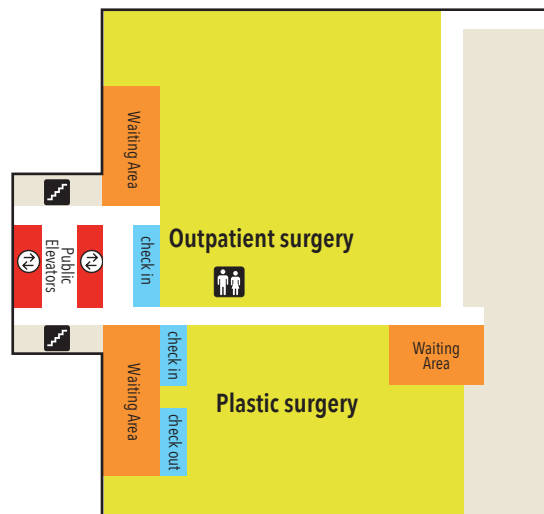 Waiting Area
Outpatient surgery
check in
Public
Elevators
check in
Waiting
Area
Waiting Area
Plastic surgery
check out